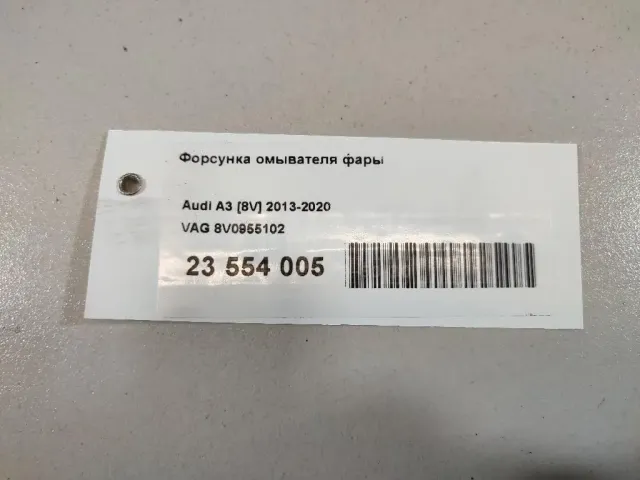 Форсунка омывателя фары
Audi A3 [8V] 2013-2020
VAG 8V0955102
23 554 005